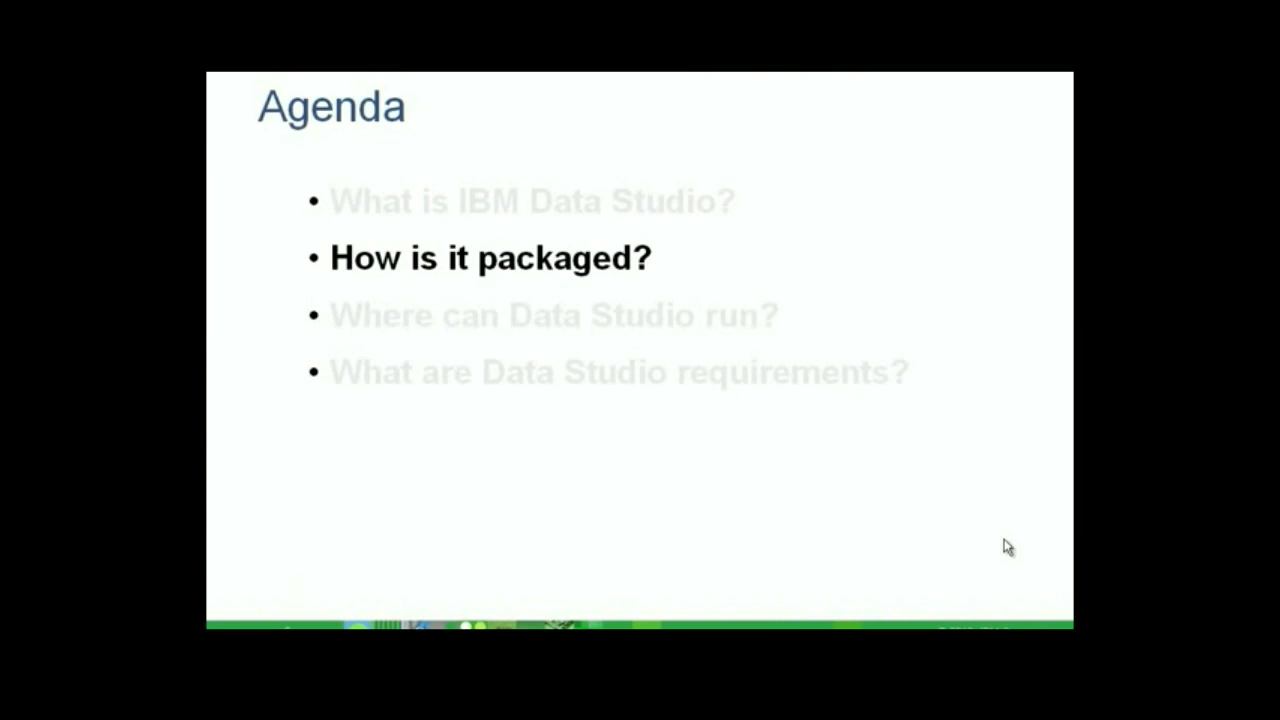 Agenda
• What is IBM Data Studio?
• How is it packaged?
• Where can Data Studio run?
• What are Data Studio requirements?